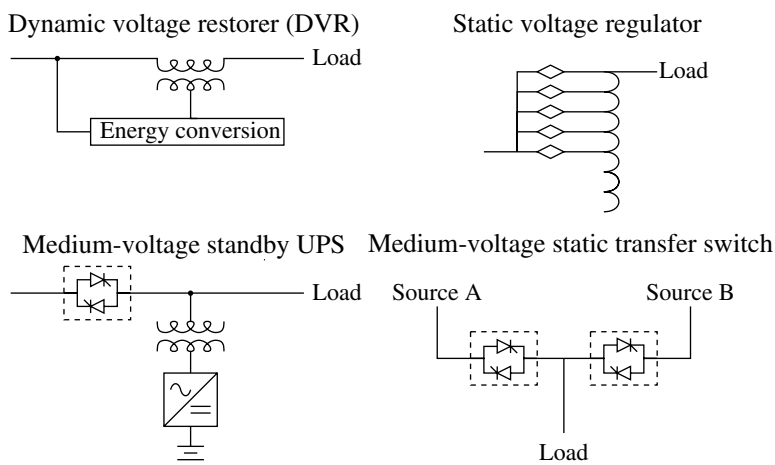 Dynamic voltage restorer (DVR)
Load
Energy conversion
Static voltage regulator
Load
Medium-voltage standby UPS
Load
Medium-voltage static transfer switch
Source A
Source B
Load